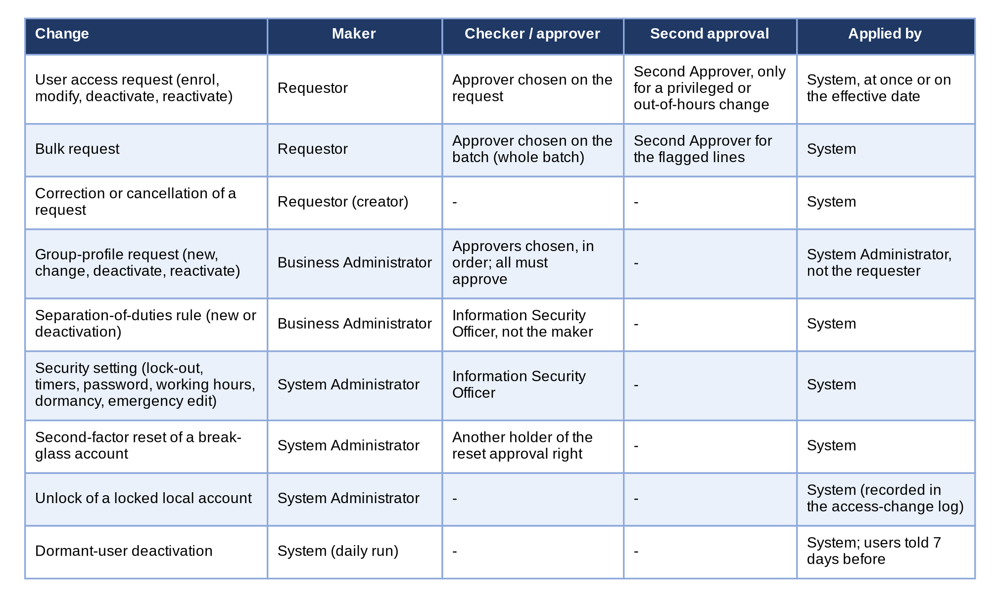 Change Maker Checker / approver Second approval Applied by
User access request (enrol,
modify, deactivate, reactivate)
Requestor
Approver chosen on the
request
Second Approver, only
for a privileged or
out-of-hours change
System, at once or on
the effective date
Bulk request
Requestor
Approver chosen on the
batch (whole batch)
Second Approver for
the flagged lines
System
Correction or cancellation of a
request
Requestor (creator)
-
-
System
Group-profile request (new,
change, deactivate, reactivate)
Business Administrator
Approvers chosen, in
order; all must
approve
-
System Administrator,
not the requester
Separation-of-duties rule (new or
deactivation)
Business Administrator
Information Security
Officer, not the maker
-
System
Security setting (lock-out,
timers, password, working hours,
dormancy, emergency edit)
System Administrator
Information Security
Officer
-
System
Second-factor reset of a break-
glass account
System Administrator
Another holder of the
reset approval right
-
System
Unlock of a locked local account
System Administrator
-
-
System (recorded in
the access-change log)
Dormant-user deactivation
System (daily run)
-
-
System; users told 7
days before